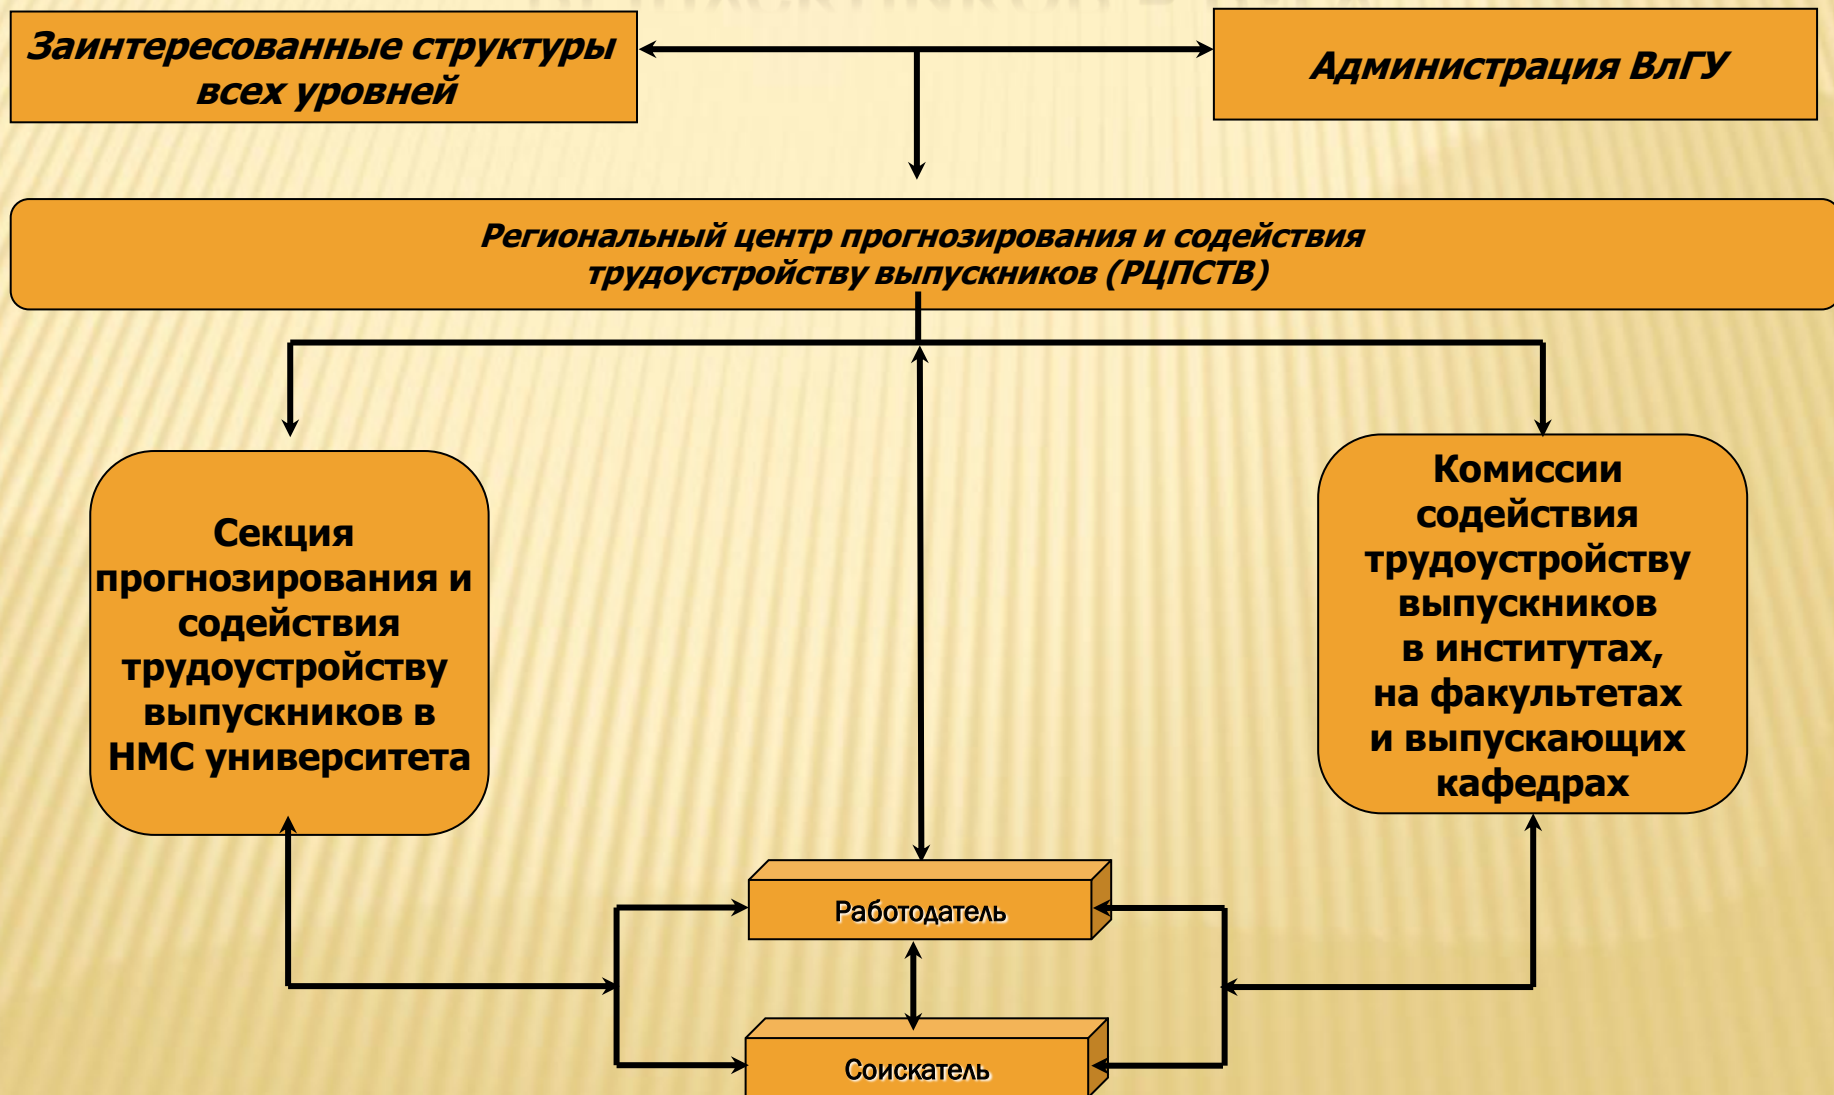 Заинтересованные структуры
всех уровней
Администрация ВлГУ
Региональный центр прогнозирования и содействия
трудоустройству выпускников (РЦПСТВ)
Секция
прогнозирования и
содействия
трудоустройству
выпускников в
НМС университета
Комиссии
содействия
трудоустройству
выпускников
в институтах,
на факультетах
и выпускающих
кафедрах
Работодатель
Соискатель